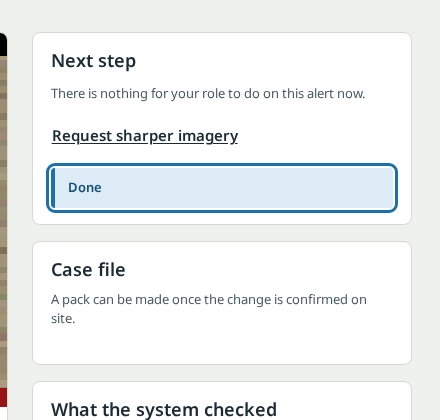 Next step
There is nothing for your role to do on this alert now.
Request sharper imagery
Done
Case file
A pack can be made once the change is confirmed on
site.
What the system checked